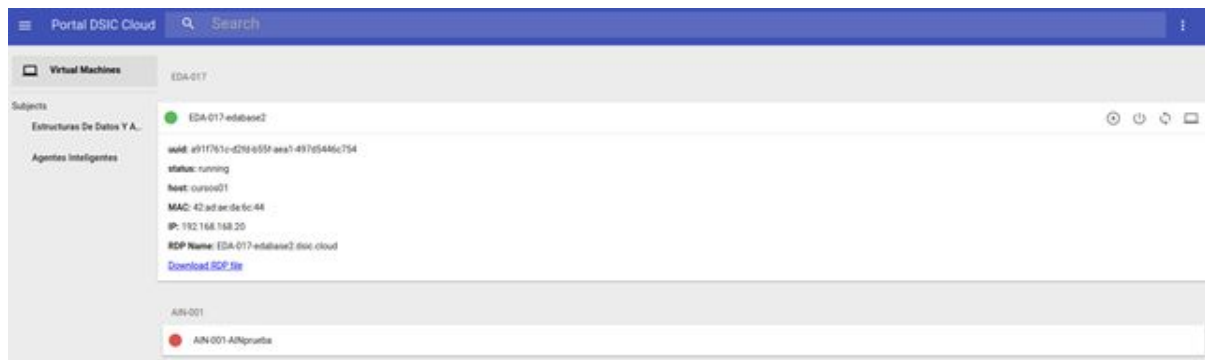 Portal DSIC Cloud
Search
Virtual Machines
Subjects
Estructuras De Datos Y A...
Agentes Inteligentes
EDA-017
EDA-017-edabase2
uuid: a91f761c-d2fd-b55f-aea1-497d5446c754
status: running
host: cursos01
MAC: 42:ad:ae:da:6c:44
IP: 192.168.168.20
RDP Name: EDA-017-edabase2.dsic.cloud
Download RDP file
AIN-001
AIN-001-AINprueba